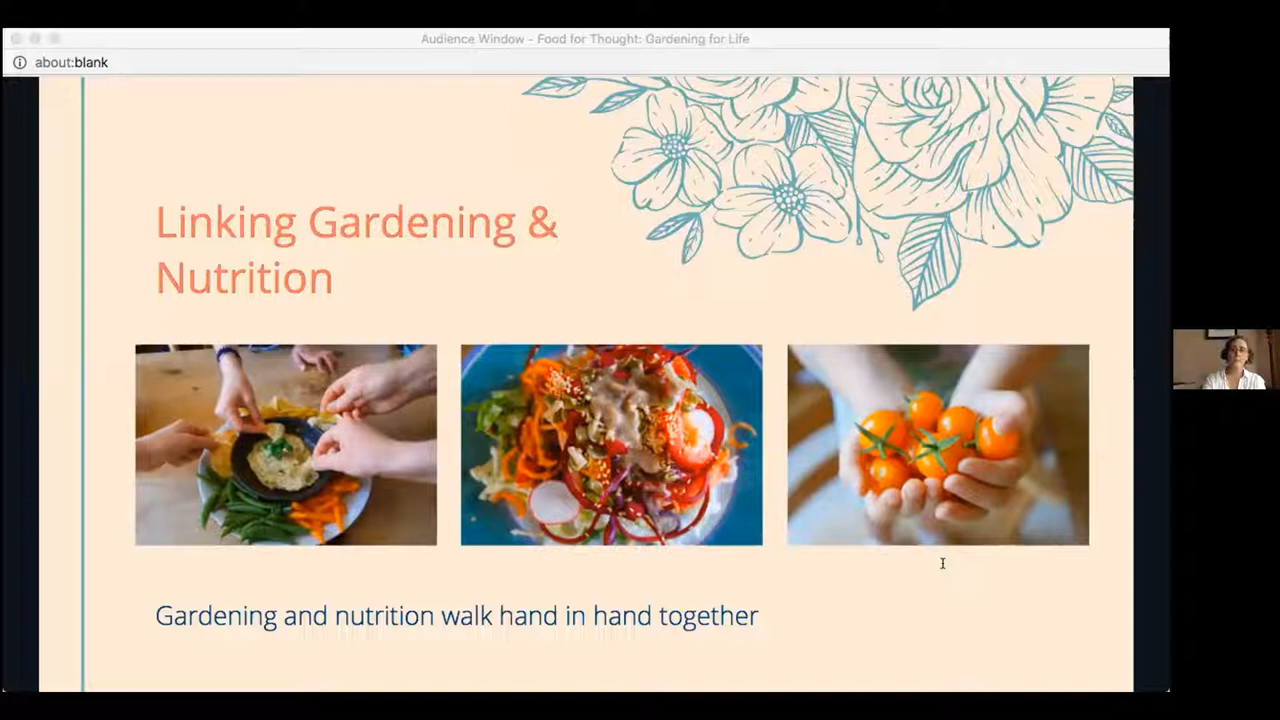 Audience Window - Food for Thought: Gardening for Life
about:blank
Linking Gardening &
Nutrition
Gardening and nutrition walk hand in hand together